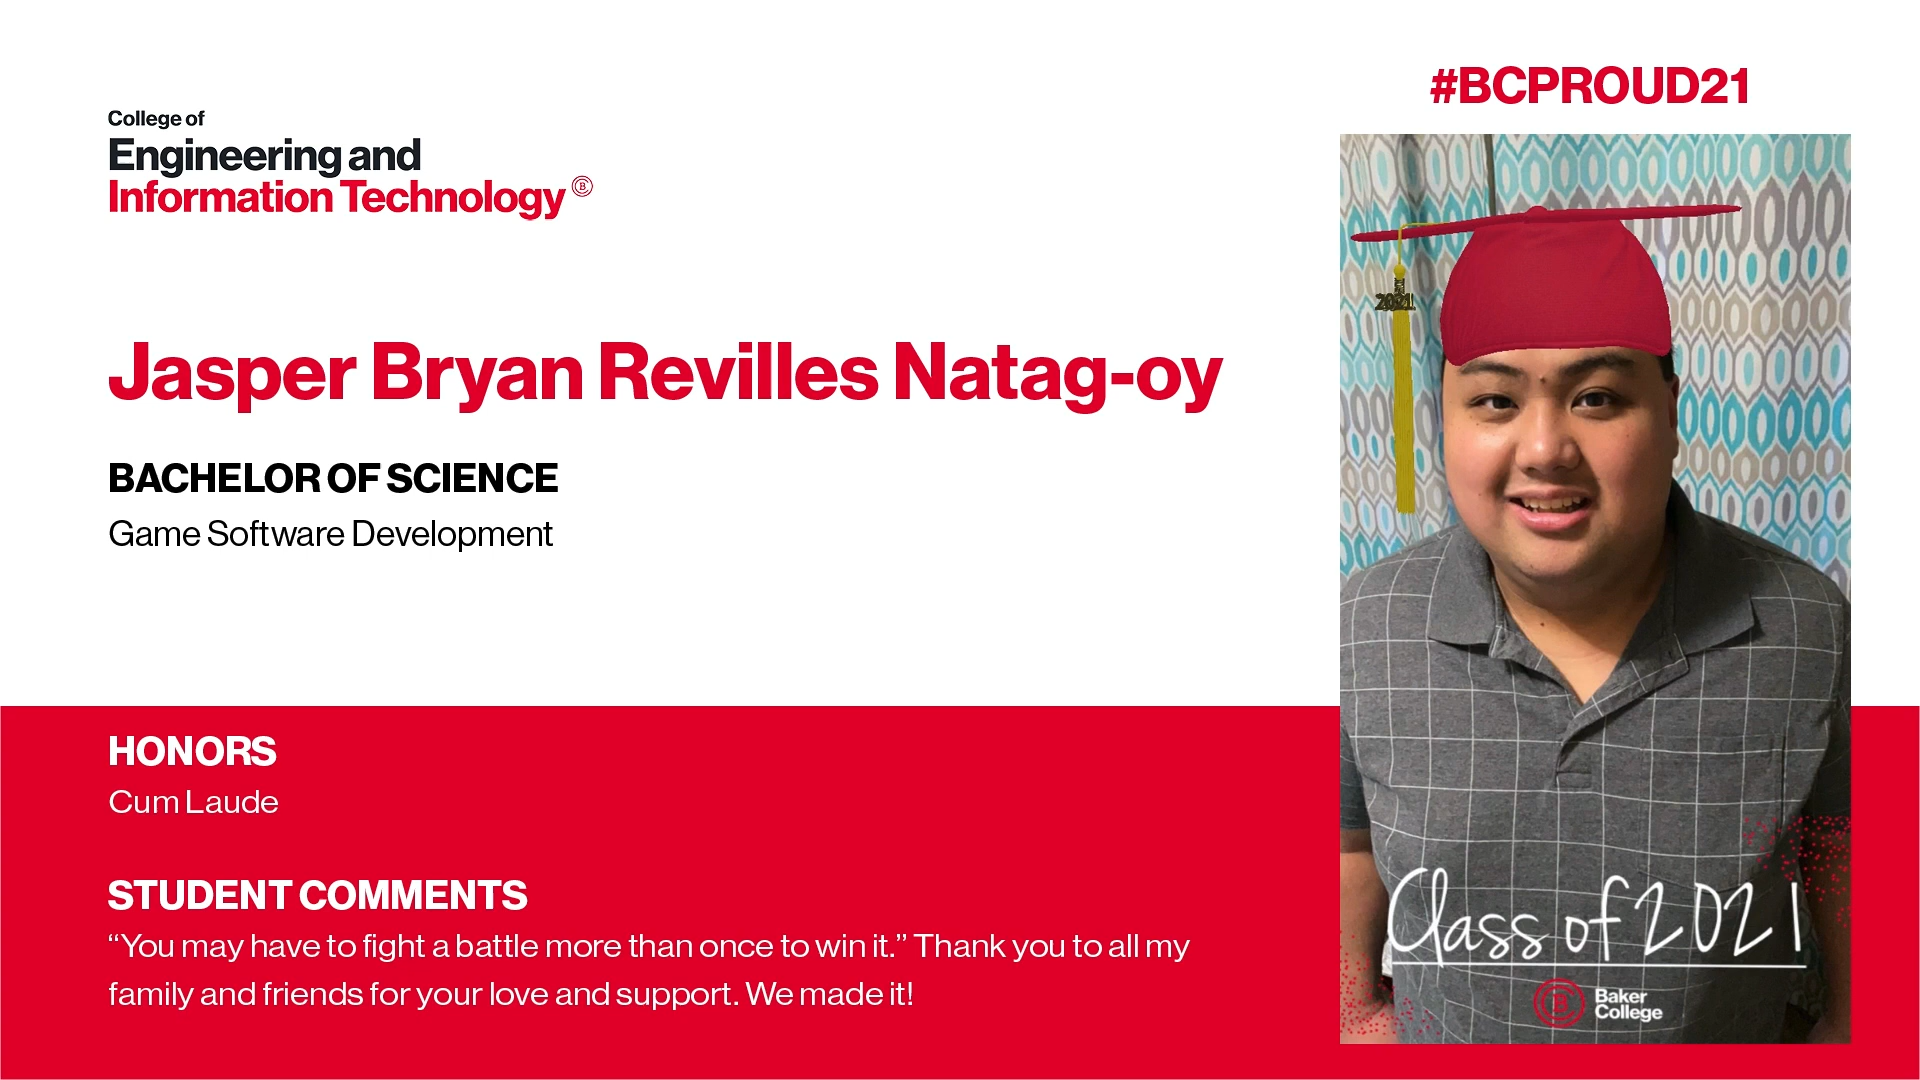 College of
Engineering and
Information Technology
#BCPROUD21
2021
Jasper Bryan Revilles Natag-oy
BACHELOR OF SCIENCE
Game Software Development
HONORS
Cum Laude
STUDENT COMMENTS
“You may have to fight a battle more than once to win it.” Thank you to all my
family and friends for your love and support. We made it!
Class of 2021
B
Baker
College